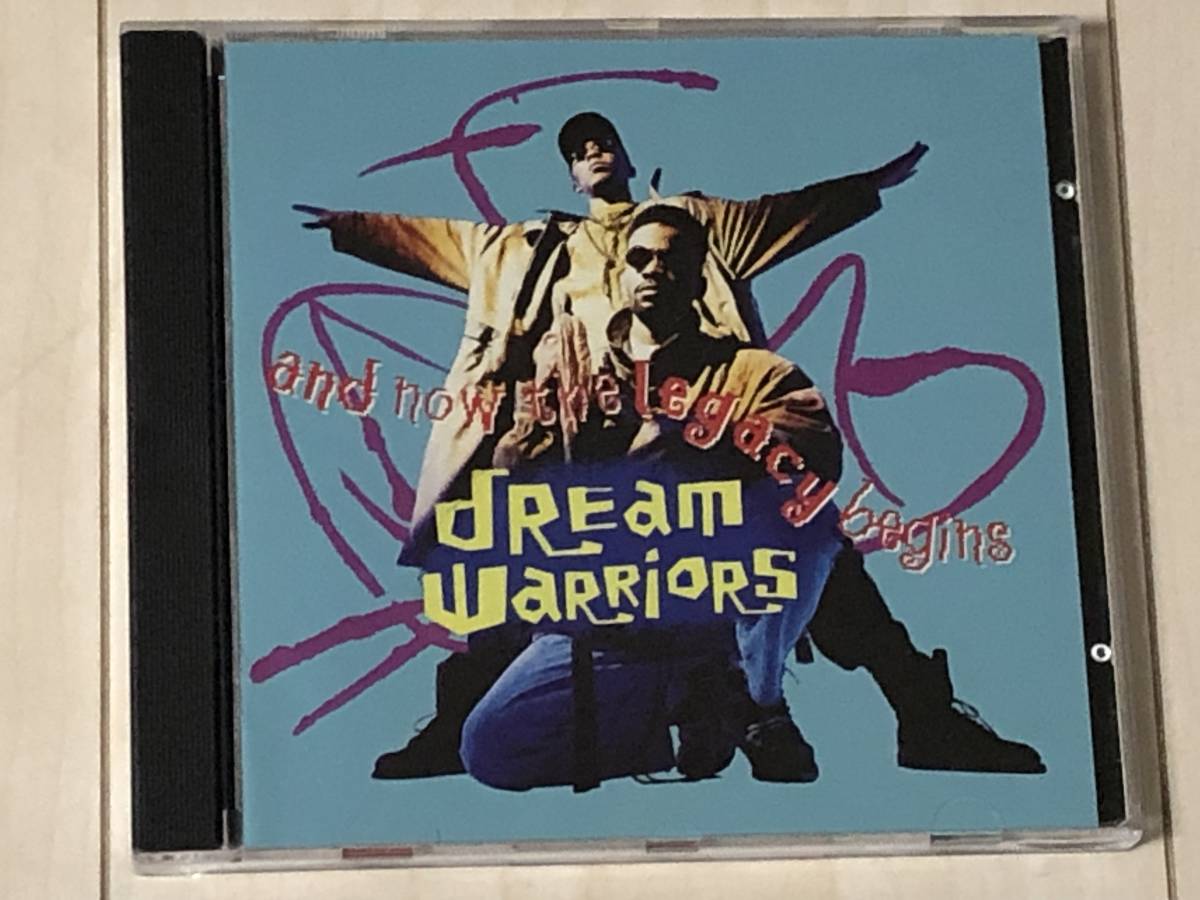 and now the legacy begins
dREam
waRRioRS